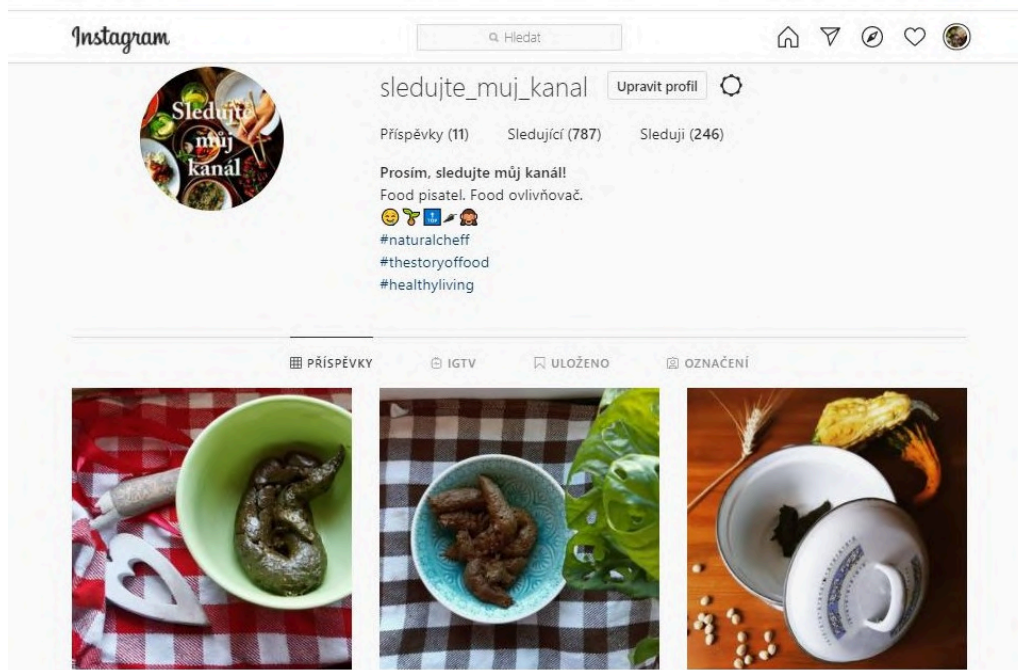 Instagram
Hledat
Sledujte
můj
kanál
sledujte_muj_kanal Upravit profil
Příspěvky (11) Sledující (787) Sleduji (246)
Prosím, sledujte můj kanál!
Food pisatel. Food ovlivňovač.
TOP
#naturalcheff
#thestoryoffood
#healthyliving
PŘÍSPĚVKY IGTV ULOŽENO OZNAČENÍ